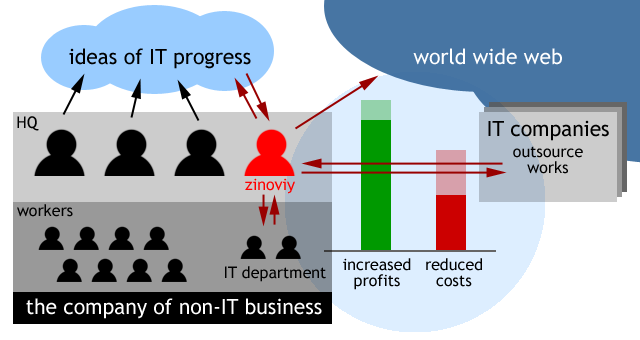 ideas of IT progress
world wide web
HQ
IT companies
outsource
works
zinoviy
workers
IT department
increased
profits
reduced
costs
the company of non-IT business